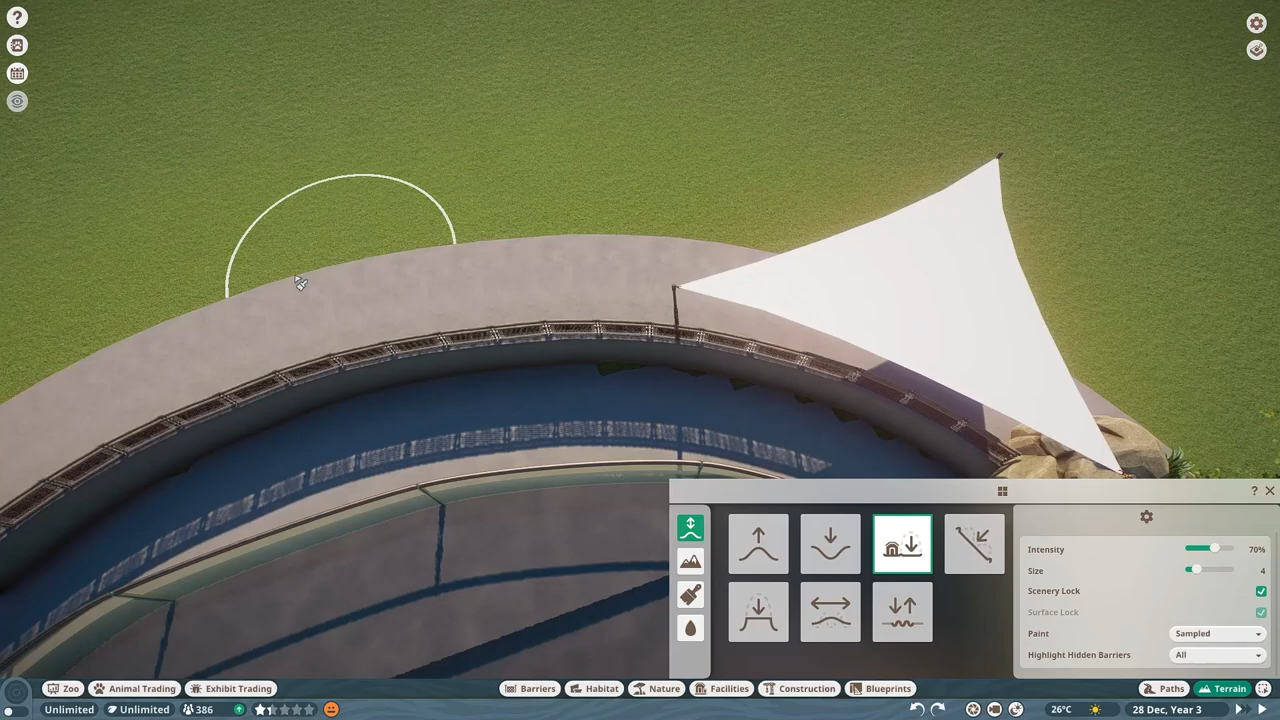 ?
?
Intensity 70%
Size 4
Scenery Lock
Surface Lock
Paint Sampled
Highlight Hidden Barriers All
Zoo Animal Trading Exhibit Trading Barriers Habitat Nature Facilities Construction Blueprints Paths Terrain
Unlimited Unlimited 386 26°C 28 Dec, Year 3